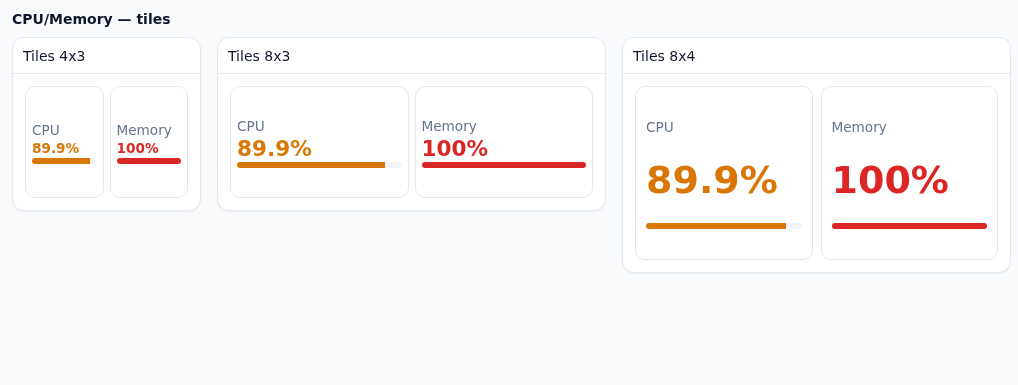 CPU/Memory — tiles
Tiles 4x3
CPU
89.9%
Memory
100%
Tiles 8x3
CPU
89.9%
Memory
100%
Tiles 8x4
CPU
89.9%
Memory
100%